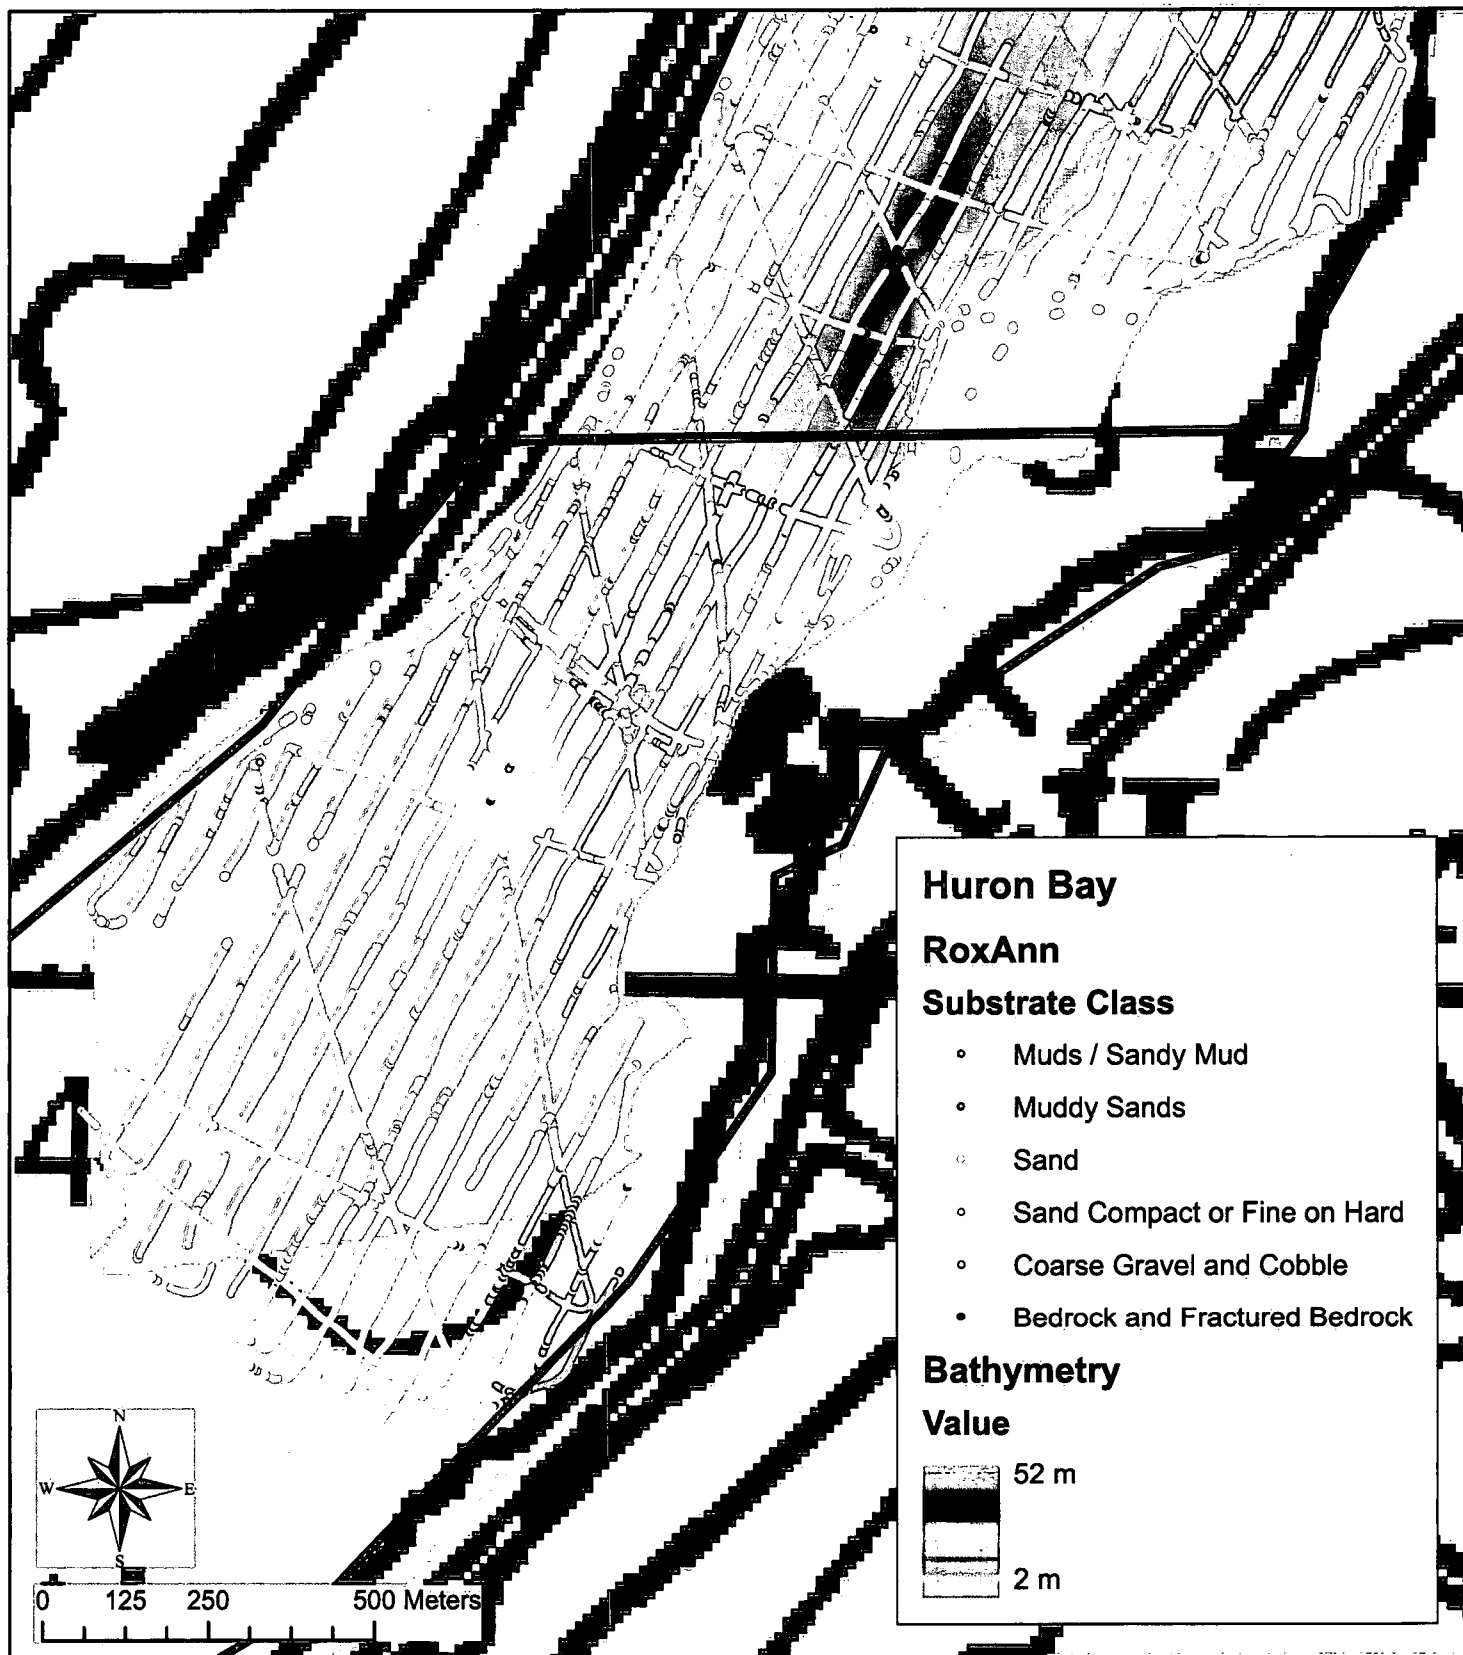 Huron Bay
RoxAnn
Substrate Class
Muds / Sandy Mud
Muddy Sands
Sand
Sand Compact or Fine on Hard
Coarse Gravel and Cobble
Bedrock and Fractured Bedrock
Bathymetry
Value
52 m
2 m
4
N
W E
S
0 125 250 500 Meters